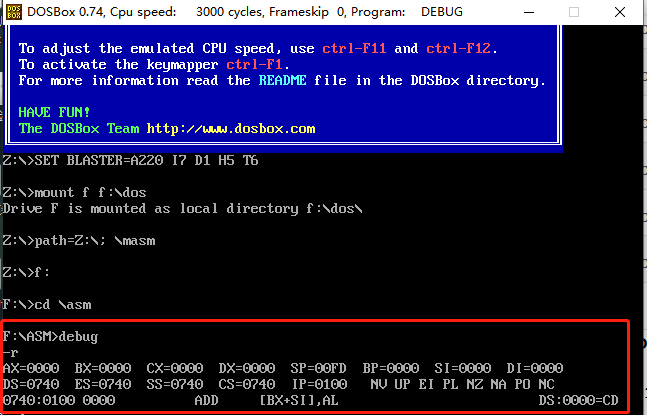 DOSBox 0.74, Cpu speed: 3000 cycles, Frameskip 0, Program: DEBUG
To adjust the emulated CPU speed, use ctrl-F11 and ctrl-F12.
To activate the keymapper ctrl-F1.
For more information read the README file in the DOSBox directory.
HAVE FUN!
The DOSBox Team http://www.dosbox.com
Z:\>SET BLASTER=A220 I7 D1 H5 T6
Z:\>mount f f:\dos
Drive F is mounted as local directory f:\dos\
Z:\>path=Z:\; \masm
Z:\>f:
F:\>cd \asm
F:\ASM>debug
-r
AX=0000 BX=0000 CX=0000 DX=0000 SP=00FD BP=0000 SI=0000 DI=0000
DS=0740 ES=0740 SS=0740 CS=0740 IP=0100 NV UP EI PL NZ NA PO NC
0740:0100 0000 ADD [BX+SI],AL DS:0000=CD